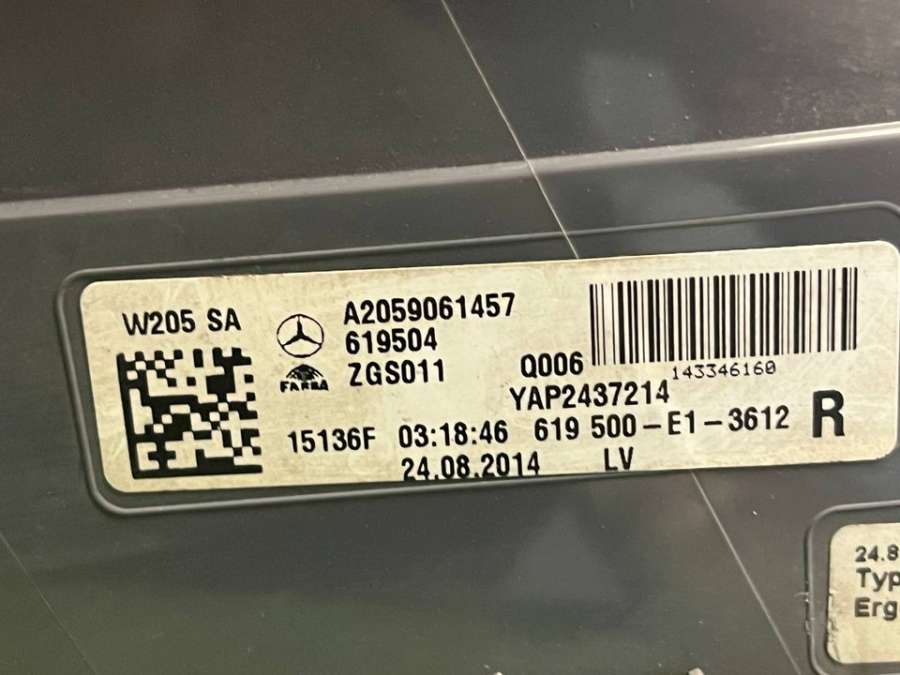 W205 SA
A2059061457
619504
ZGS011
FARBA
Q006
143346160
YAP2437214
15136F 03:18:46 619 500-E1-3612 R
24.08.2014 LV
24.8
Typ
Erg